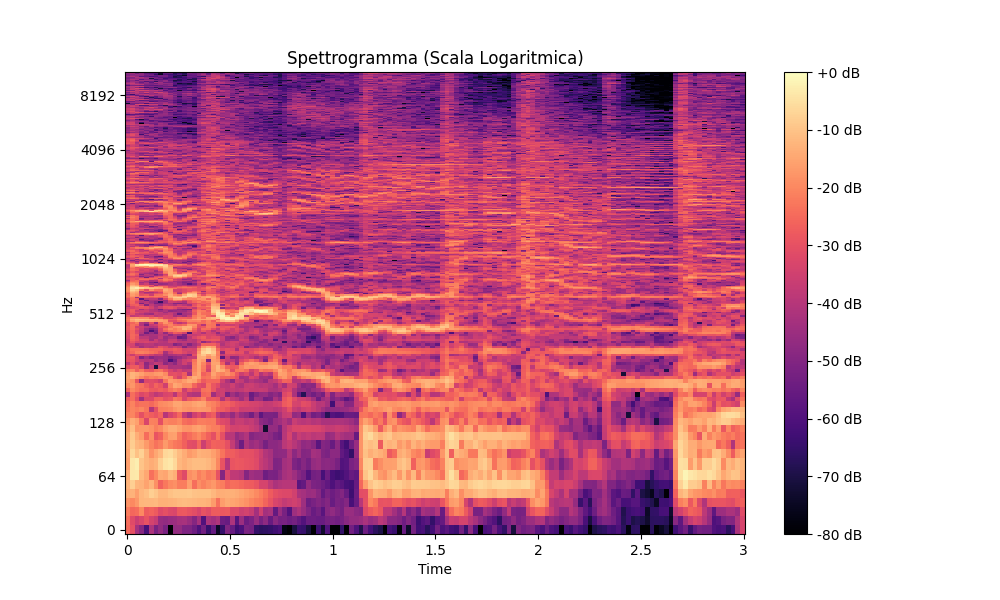 Spettrogramma (Scala Logaritmica)
Hz
8192
4096
2048
1024
512
256
128
64
0
0
0.5
1
1.5
2
2.5
3
Time
+0 dB
-10 dB
-20 dB
-30 dB
-40 dB
-50 dB
-60 dB
-70 dB
-80 dB